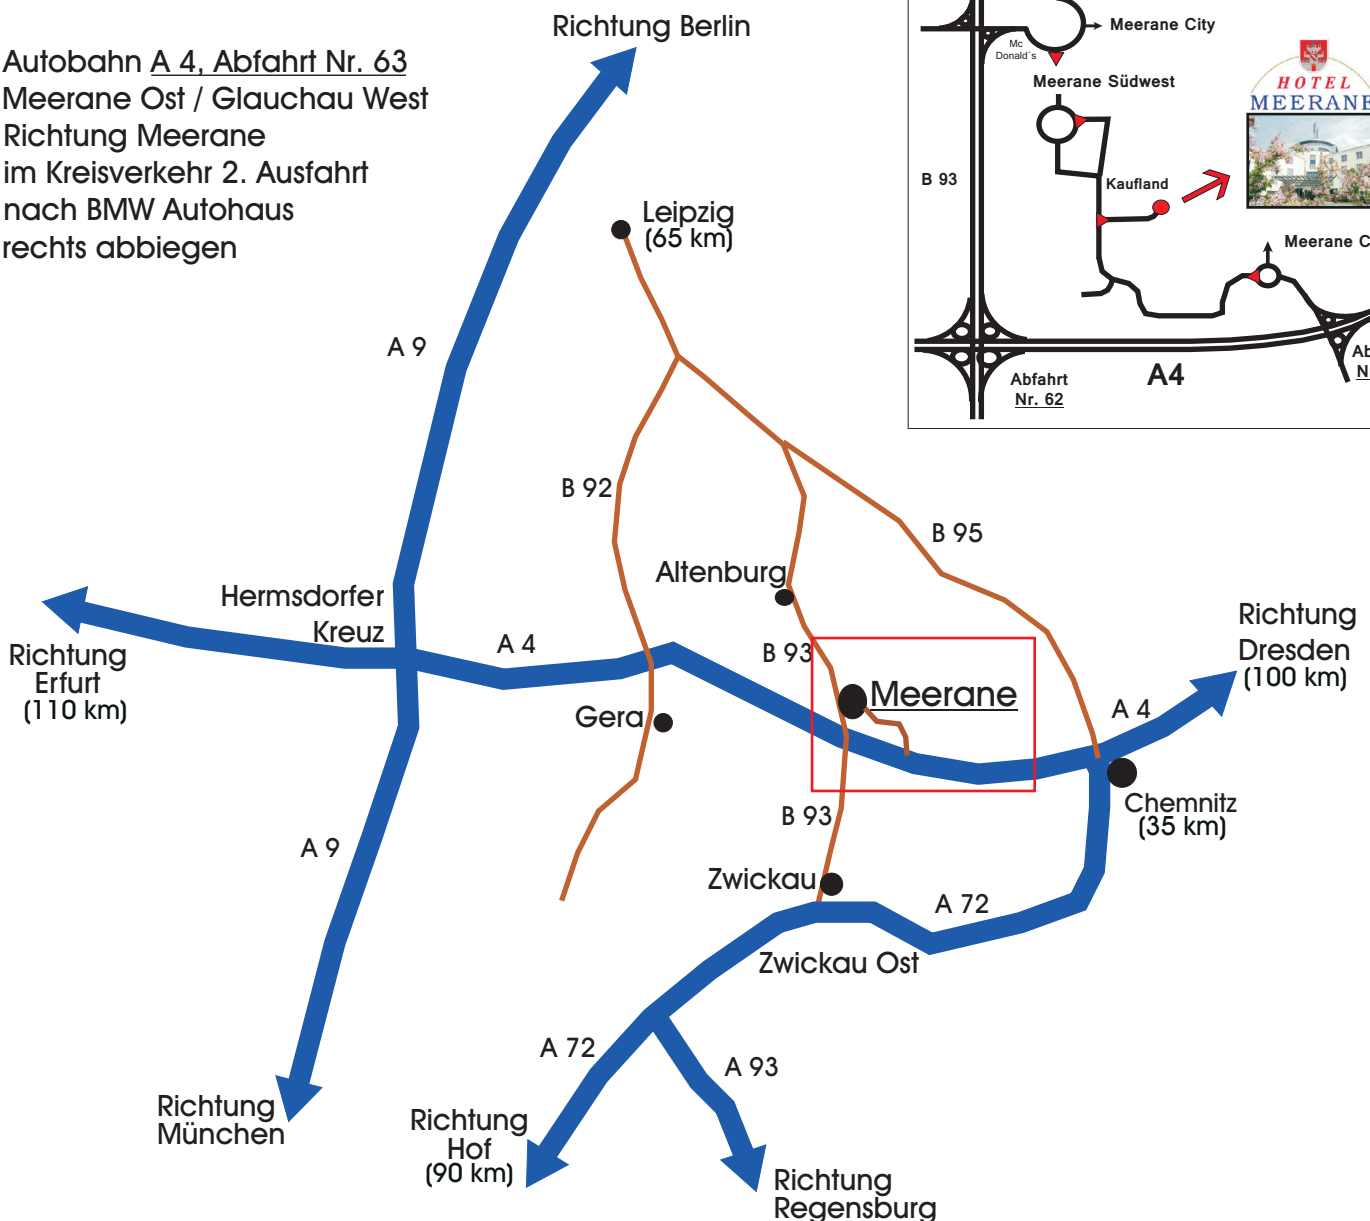 Richtung Berlin
Autobahn A 4, Abfahrt Nr. 63
Meerane Ost / Glauchau West
Richtung Meerane
im Kreisverkehr 2. Ausfahrt
nach BMW Autohaus
rechts abbiegen
Meerane City
Mc
Donald´s
Meerane Südwest
HOTEL
MEERANE
B 93
Kaufland
Meerane C
A4
Abfahrt
Nr. 62
Ab
N
Leipzig
(65 km)
A 9
B 92
B 95
Altenburg
Hermsdorfer
Kreuz
A 4
B 93
Meerane
Richtung
Dresden
(100 km)
Richtung
Erfurt
(110 km)
Gera
A 4
Chemnitz
(35 km)
B 93
A 9
Zwickau
A 72
Zwickau Ost
A 72
A 93
Richtung
München
Richtung
Hof
(90 km)
Richtung
Regensburg